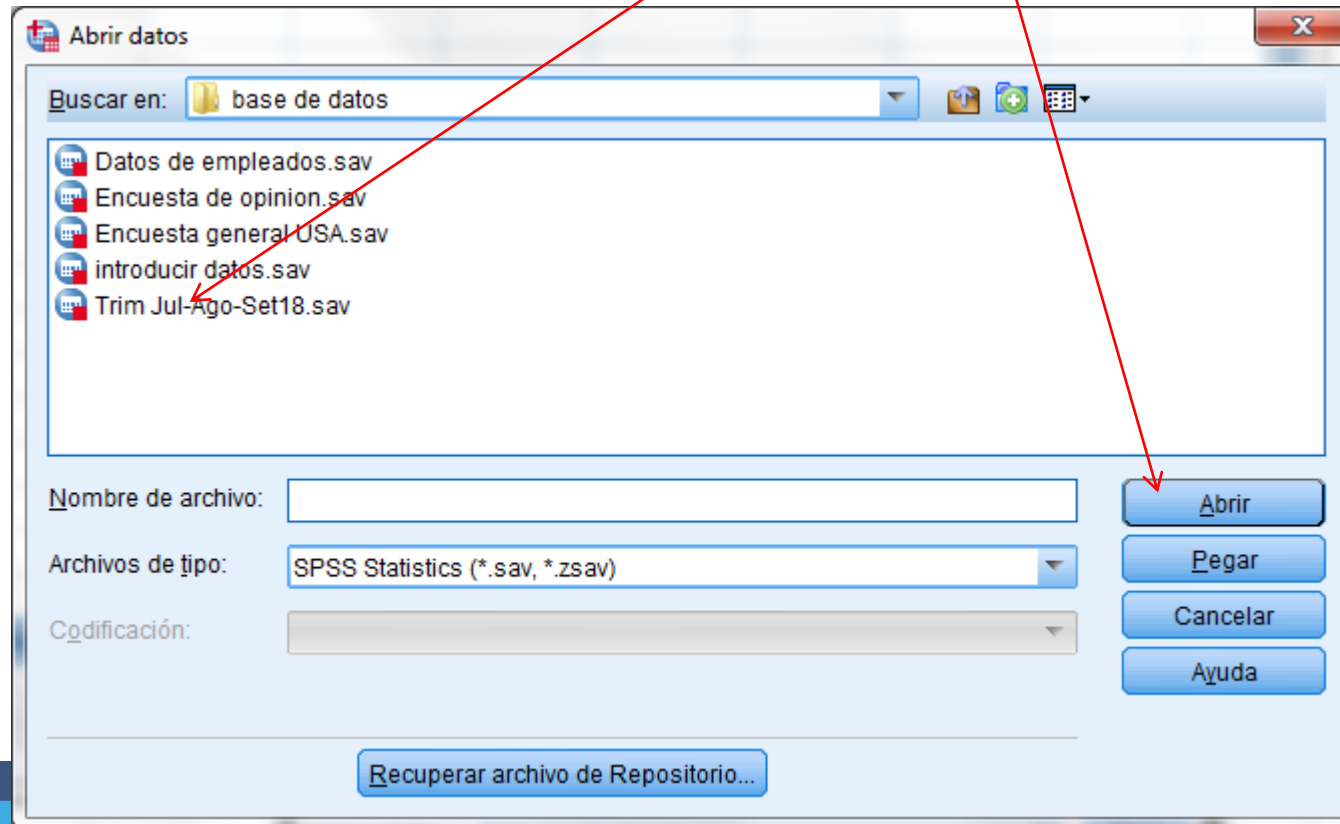 Abrir datos
Buscar en: base de datos
Datos de empleados.sav
Encuesta de opinion.sav
Encuesta general USA.sav
introducir datos.sav
Trim Jul-Ago-Set18.sav
Nombre de archivo: Abrir
Archivos de tipo: SPSS Statistics (*.sav, *.zsav) Pegar
Codificación: Cancelar
Ayuda
Recuperar archivo de Repositorio...